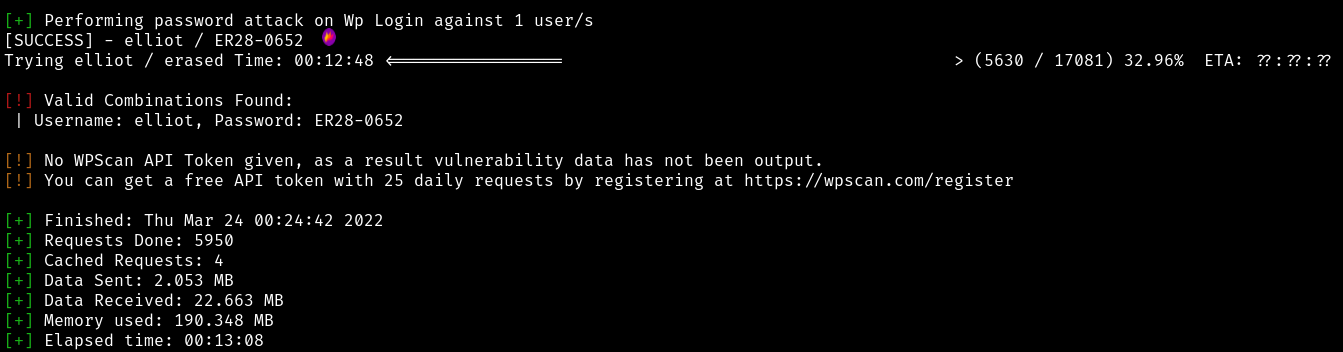 [+] Performing password attack on Wp Login against 1 user/s
[SUCCESS] - elliot / ER28-0652
Trying elliot / erased Time: 00:12:48 <================== > (5630 / 17081) 32.96%  ETA: ??:??:??
[!] Valid Combinations Found:
 | Username: elliot, Password: ER28-0652
[!] No WPScan API Token given, as a result vulnerability data has not been output.
[!] You can get a free API token with 25 daily requests by registering at https://wpscan.com/register
[+] Finished: Thu Mar 24 00:24:42 2022
[+] Requests Done: 5950
[+] Cached Requests: 4
[+] Data Sent: 2.053 MB
[+] Data Received: 22.663 MB
[+] Memory used: 190.348 MB
[+] Elapsed time: 00:13:08